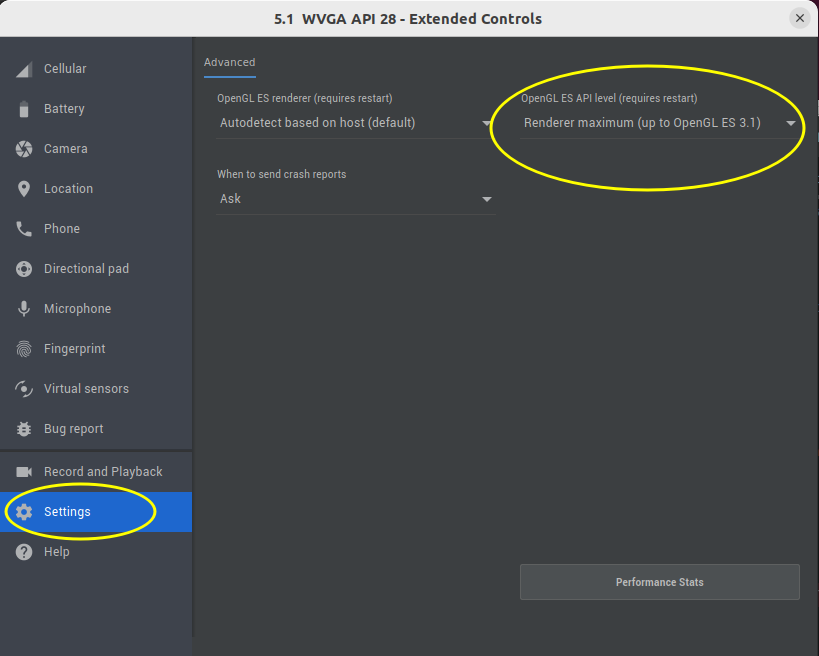 5.1 WVGA API 28 - Extended Controls
Cellular
Battery
Camera
Location
Phone
Directional pad
Microphone
Fingerprint
Virtual sensors
Bug report
Record and Playback
Settings
Help
Advanced
OpenGL ES renderer (requires restart)
Autodetect based on host (default)
OpenGL ES API level (requires restart)
Renderer maximum (up to OpenGL ES 3.1)
When to send crash reports
Ask
Performance Stats